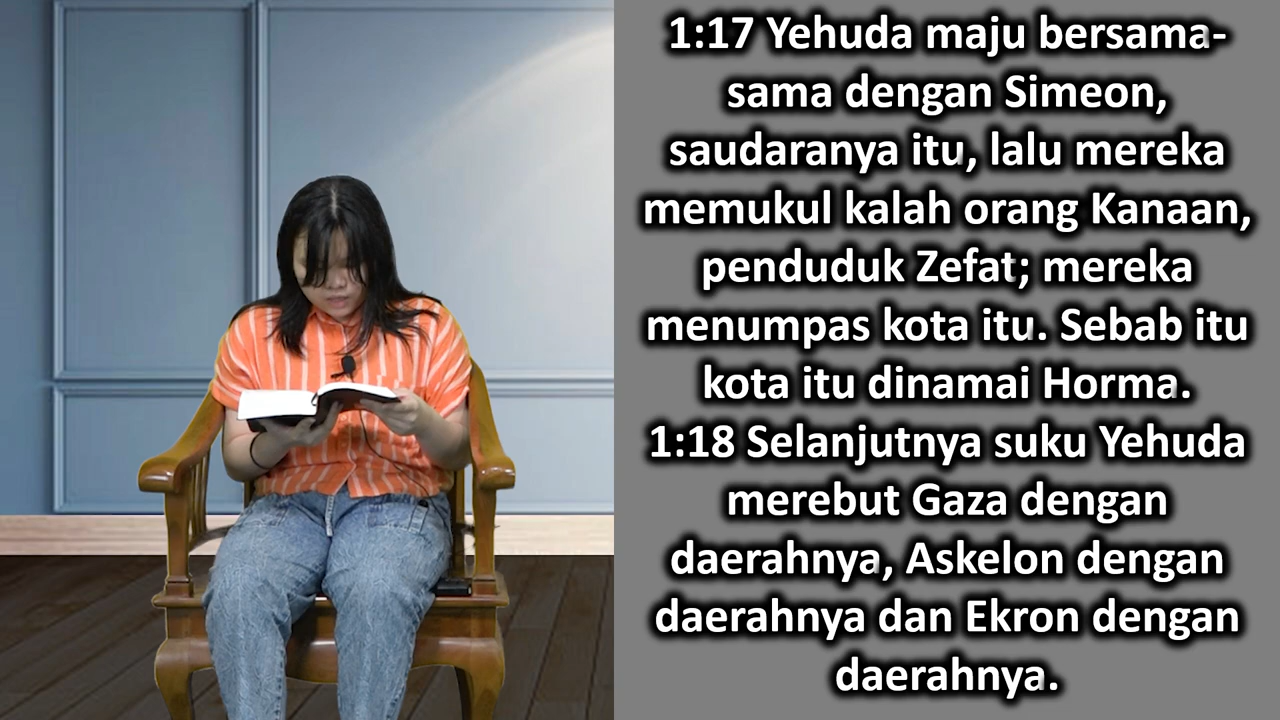 1:17 Yehuda maju bersama-
sama dengan Simeon,
saudaranya itu, lalu mereka
memukul kalah orang Kanaan,
penduduk Zefat; mereka
menumpas kota itu. Sebab itu
kota itu dinamai Horma.
1:18 Selanjutnya suku Yehuda
merebut Gaza dengan
daerahnya, Askelon dengan
daerahnya dan Ekron dengan
daerahnya.